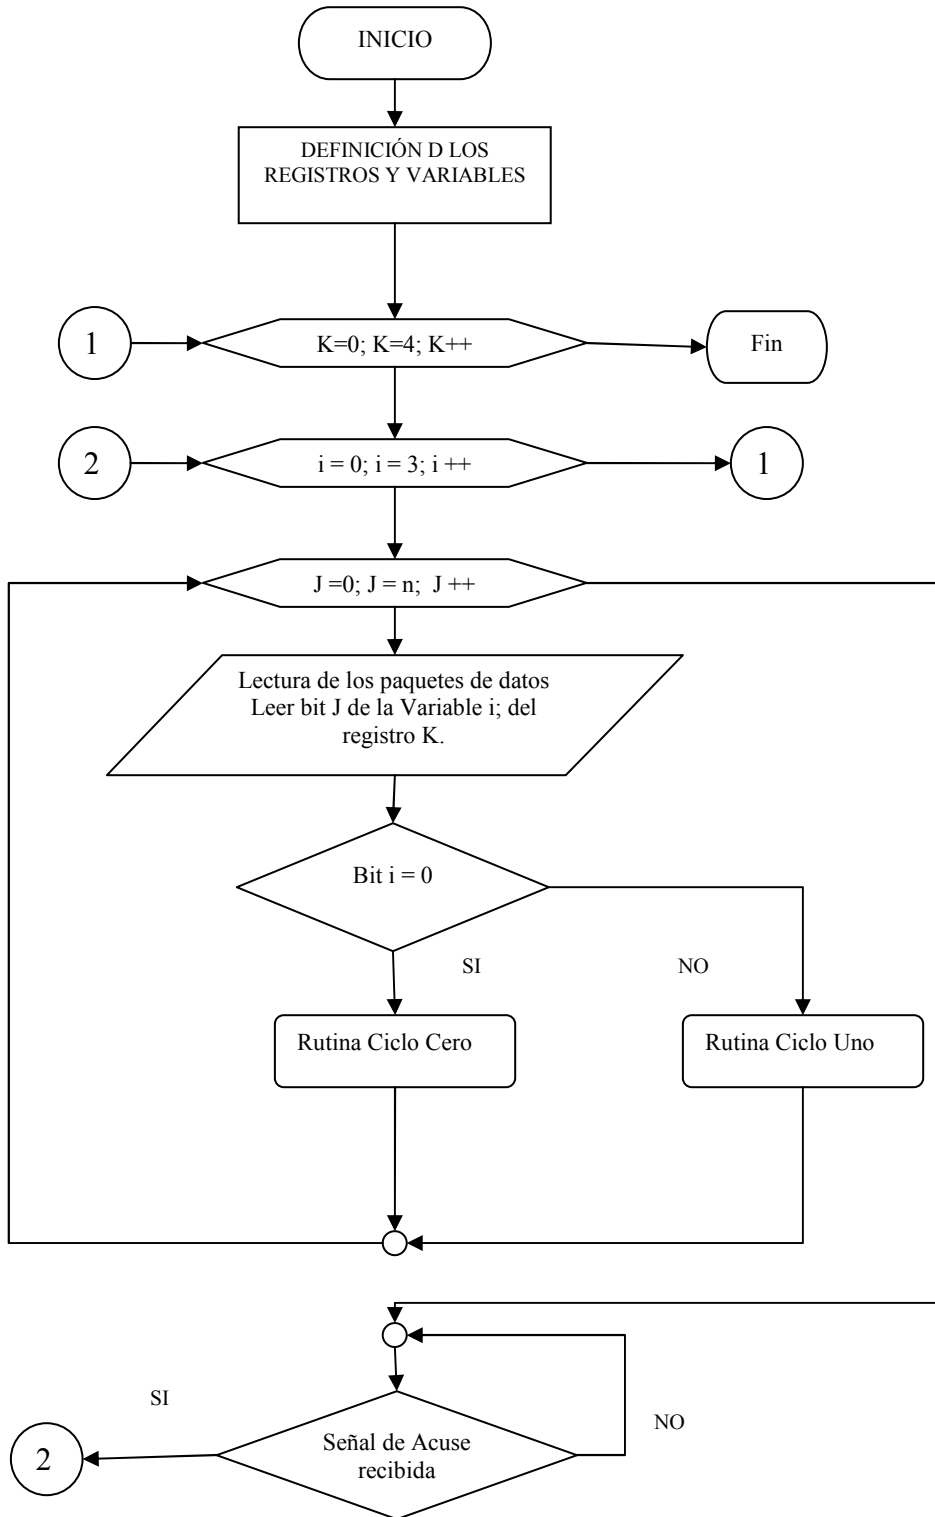 INICIO
DEFINICIÓN D LOS
REGISTROS Y VARIABLES
1
K=0; K=4; K++
Fin
2
i = 0; i = 3; i ++
1
J =0; J = n; J ++
Lectura de los paquetes de datos
Leer bit J de la Variable i; del
registro K.
Bit i = 0
SI
NO
Rutina Ciclo Cero
Rutina Ciclo Uno
SI
NO
Señal de Acuse
recibida
2